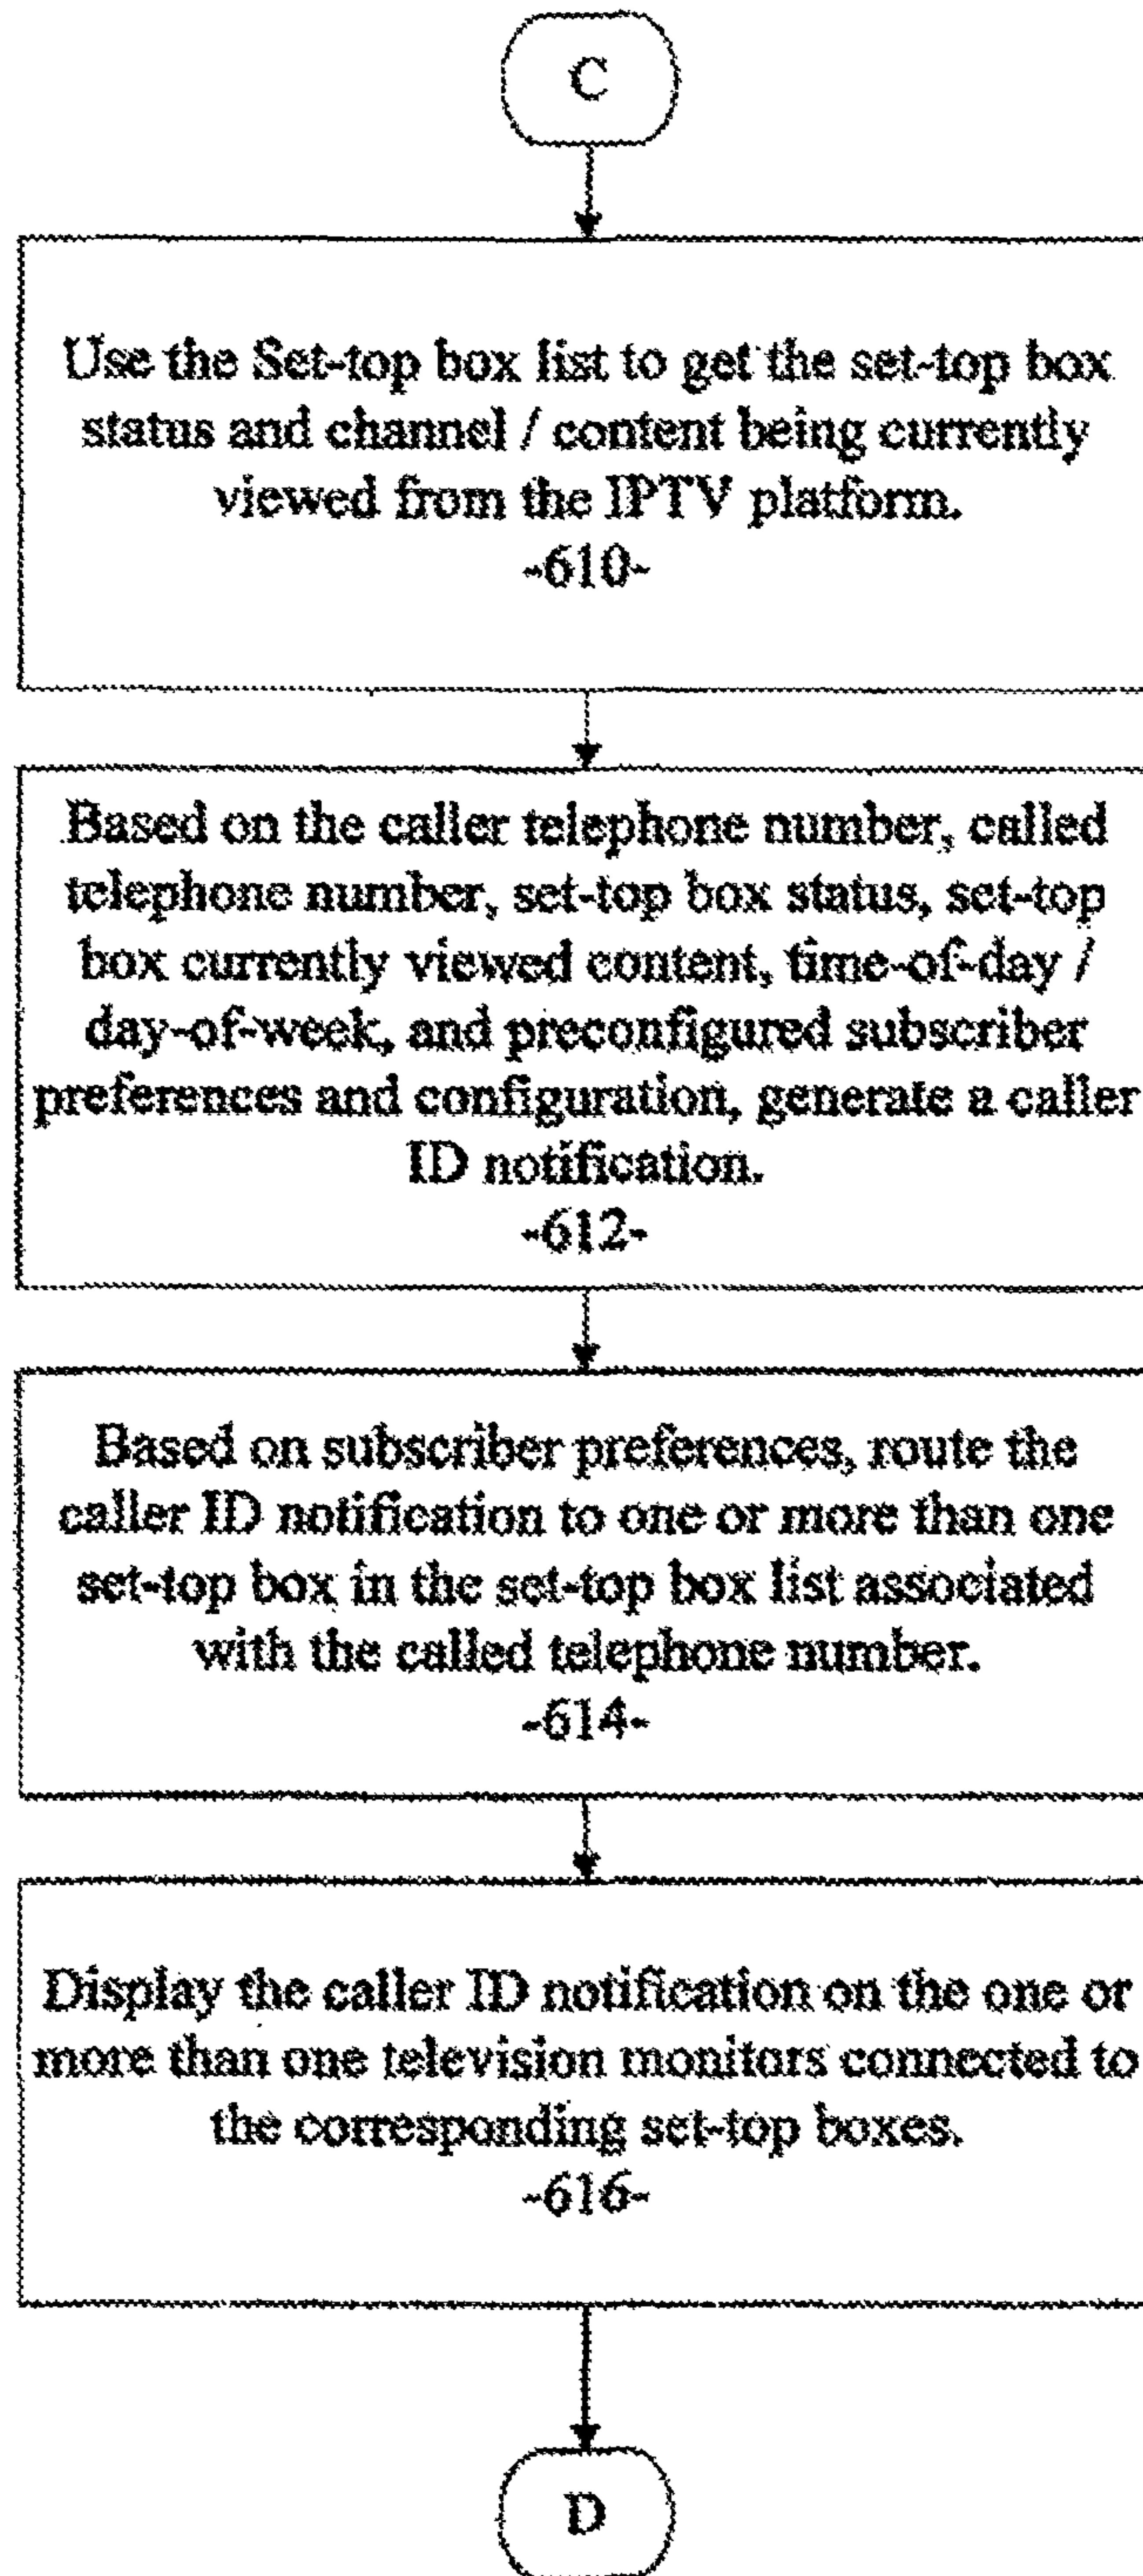 C
Use the Set-top box list to get the set-top box
status and channel / content being currently
viewed from the IPTV platform.
-610-
Based on the caller telephone number, called
telephone number, set-top box status, set-top
box currently viewed content, time-of-day /
day-of-week, and preconfigured subscriber
preferences and configuration, generate a caller
ID notification.
-612-
Based on subscriber preferences, route the
caller ID notification to one or more than one
set-top box in the set-top box list associated
with the called telephone number.
-614-
Display the caller ID notification on the one or
more than one television monitors connected to
the corresponding set-top boxes.
-616-
D